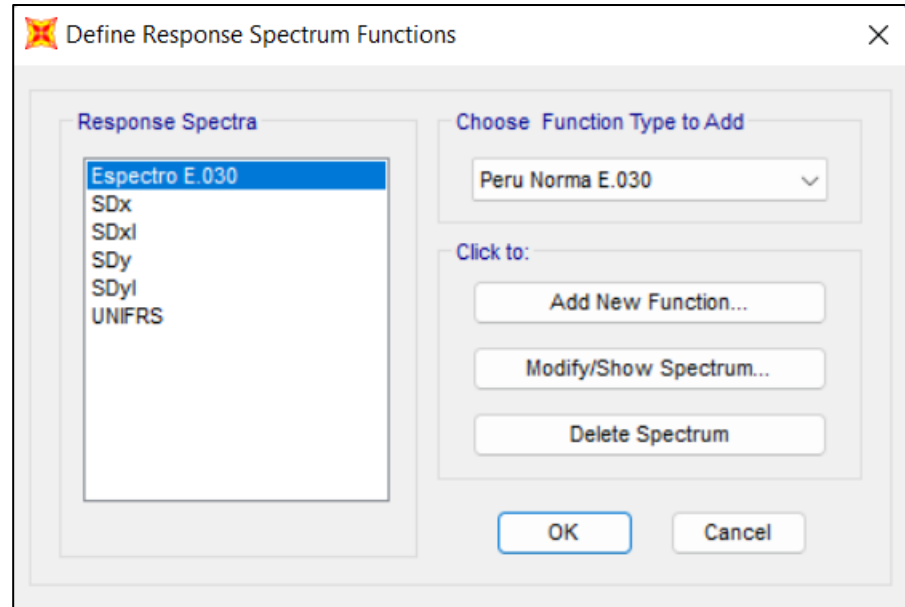 Define Response Spectrum Functions
Response Spectra
Espectro E.030
SDx
SDxl
SDy
SDyl
UNIFRS
Choose Function Type to Add
Peru Norma E.030
Click to:
Add New Function...
Modify/Show Spectrum...
Delete Spectrum
OK
Cancel